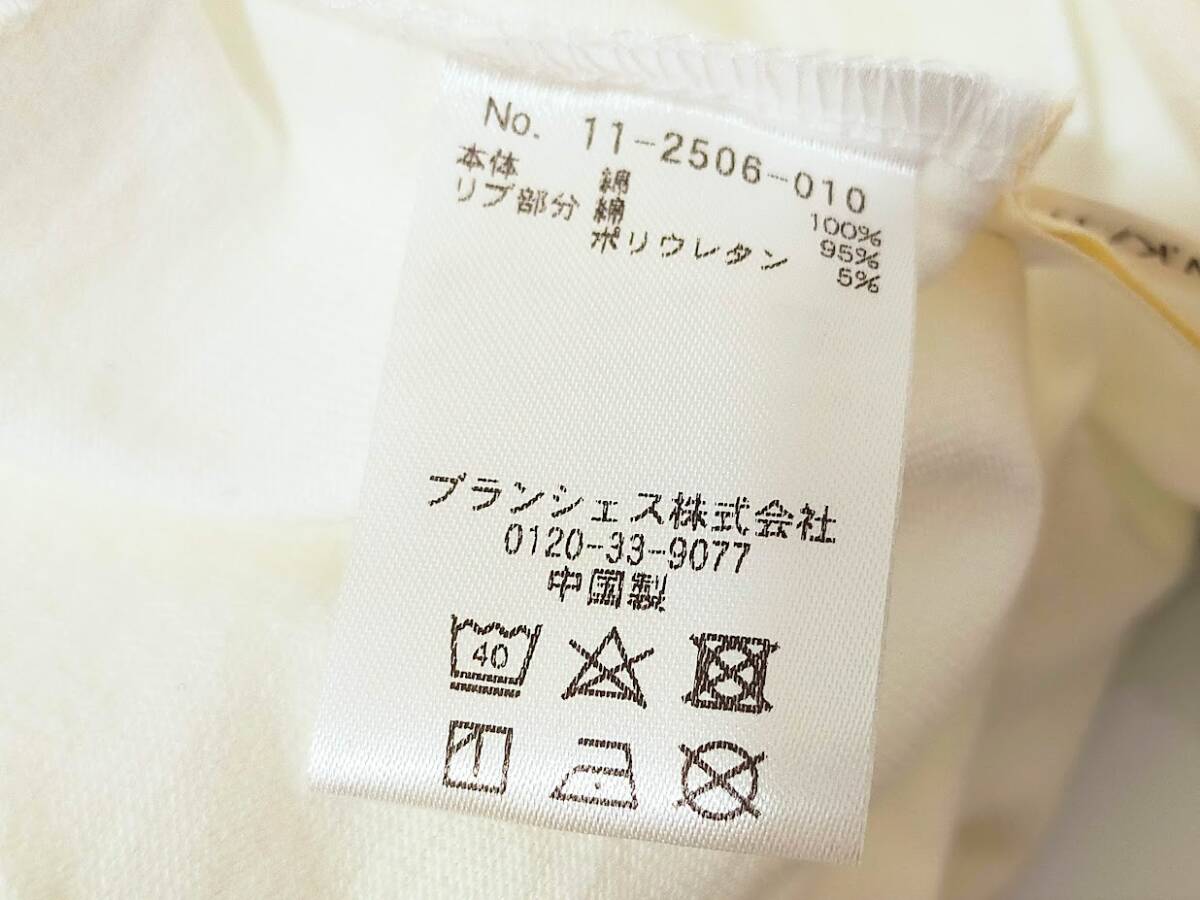 No. 11-2506-010
本体 綿 100%
リブ部分 綿 95%
ポリウレタン 5%
ブランシェス株式会社
0120-33-9077
中国製
40